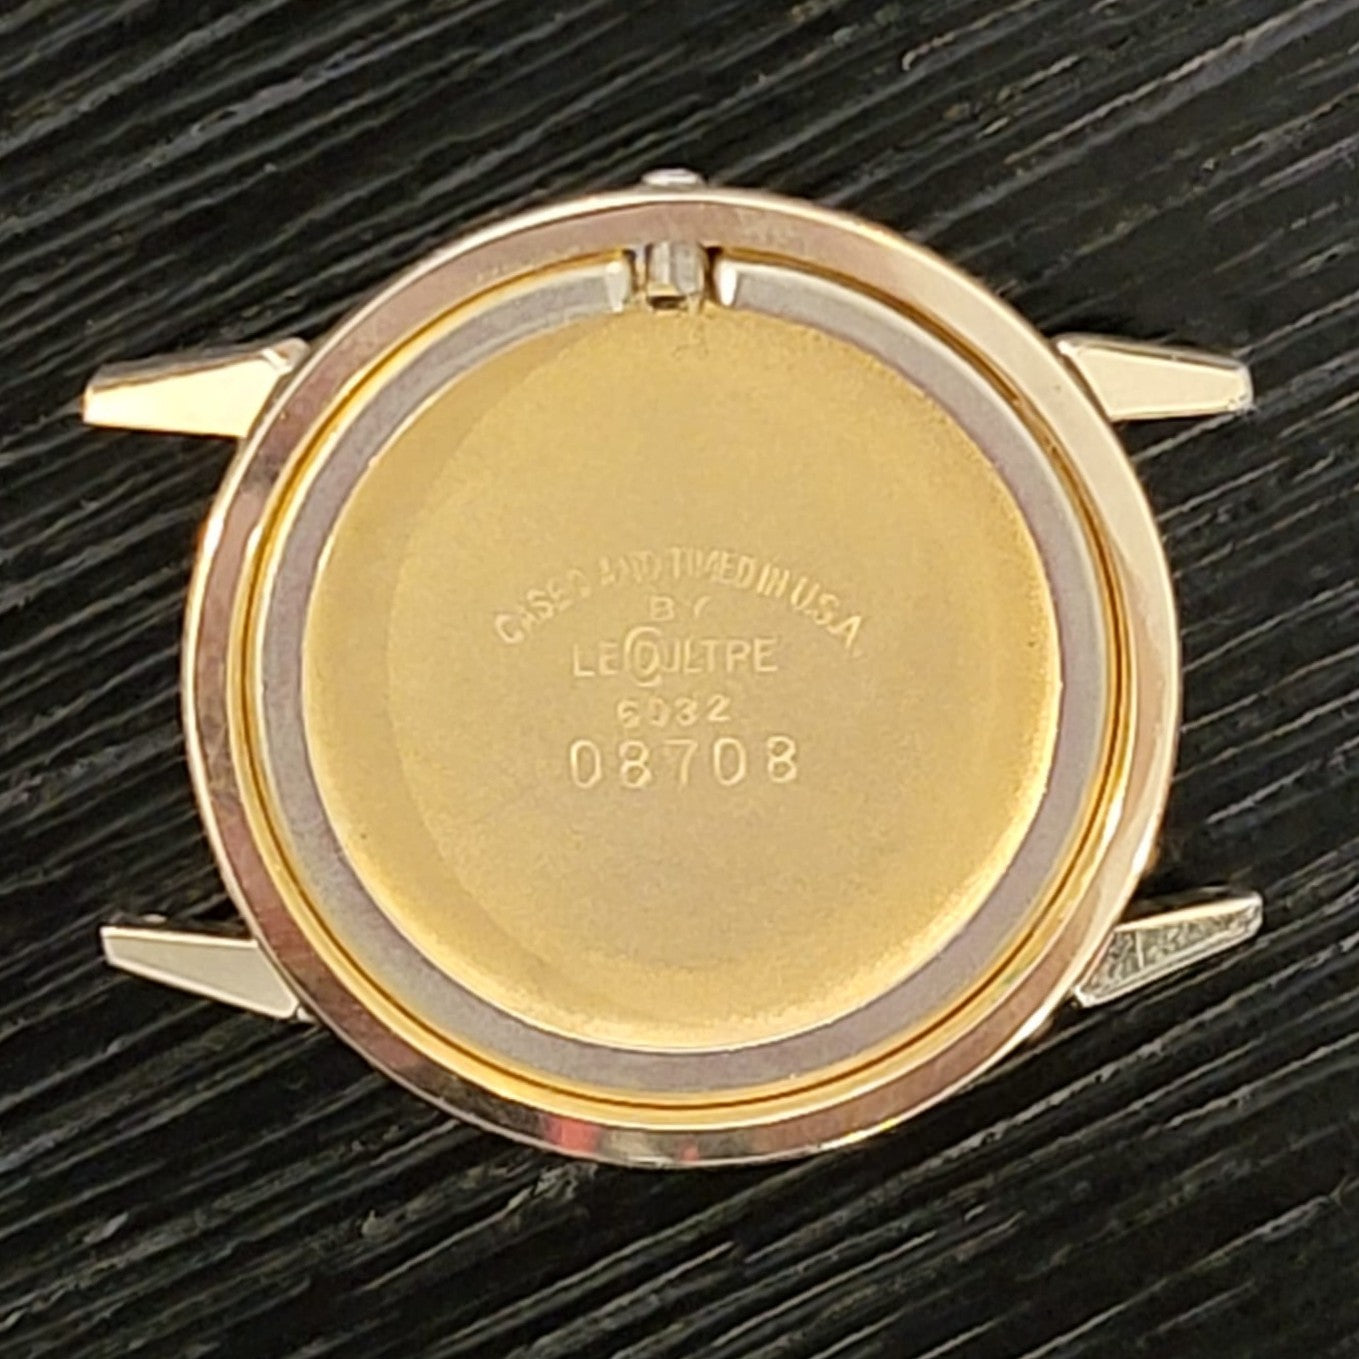 CASED AND TIMED IN U.S.A.
BY
LECOULTRE
6032
08708